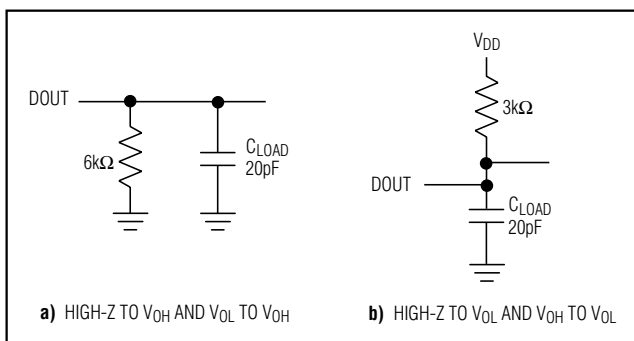 DOUT
6kΩ
CLOAD
20pF
a) HIGH-Z TO VOH AND VOL TO VOH
VDD
3kΩ
DOUT
CLOAD
20pF
b) HIGH-Z TO VOL AND VOH TO VOL